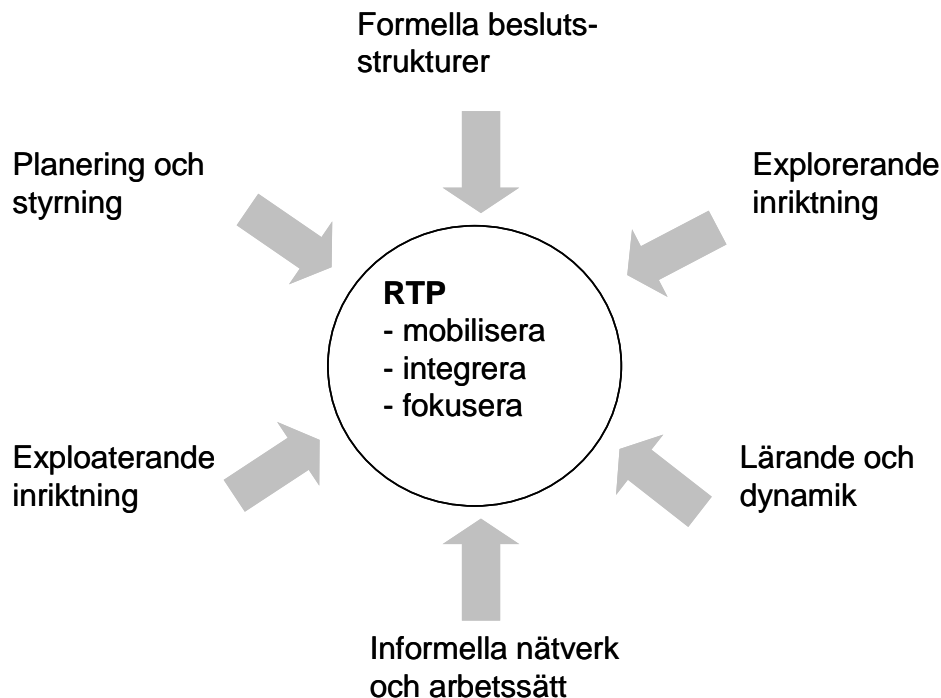 Formella besluts-
strukturer
Planering och
styrning
Explorerande
inriktning
RTP
- mobilisera
- integrera
- fokusera
Exploaterande
inriktning
Lärande och
dynamik
Informella nätverk
och arbetssätt